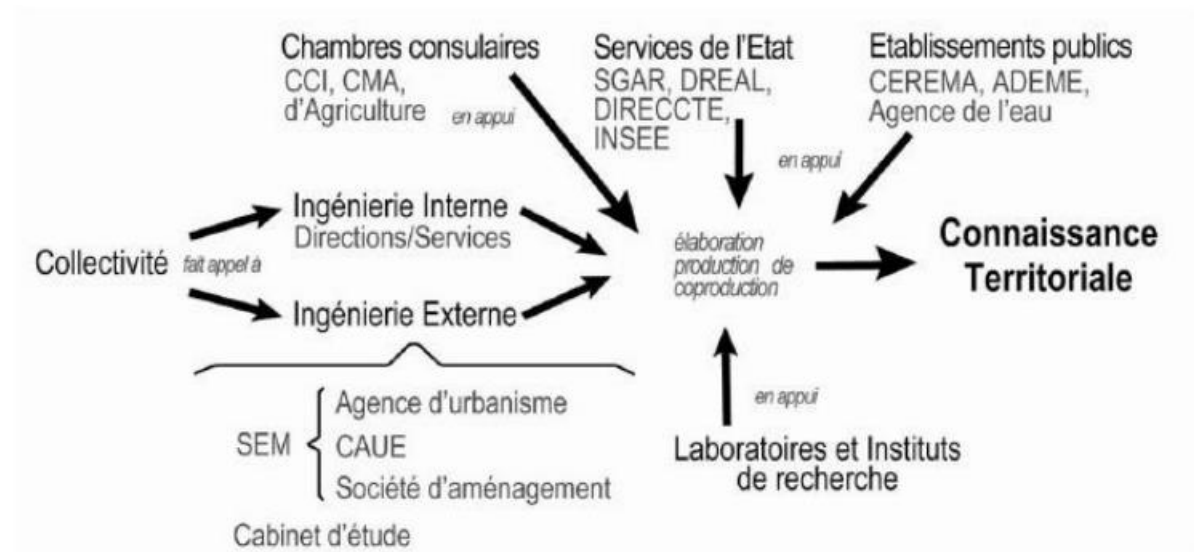 Chambres consulaires
CCI, CMA,
d'Agriculture
en appui
Services de l'Etat
SGAR, DREAL,
DIRECCTE,
INSEE
en appui
Etablissements publics
CEREMA, ADEME,
Agence de l'eau
Collectivité
fait appel à
Ingénierie Interne
Directions/Services
Ingénierie Externe
élaboration
production de
coproduction
Connaissance
Territoriale
SEM
Agence d'urbanisme
CAUE
Société d'aménagement
Cabinet d'étude
en appui
Laboratoires et Instituts
de recherche